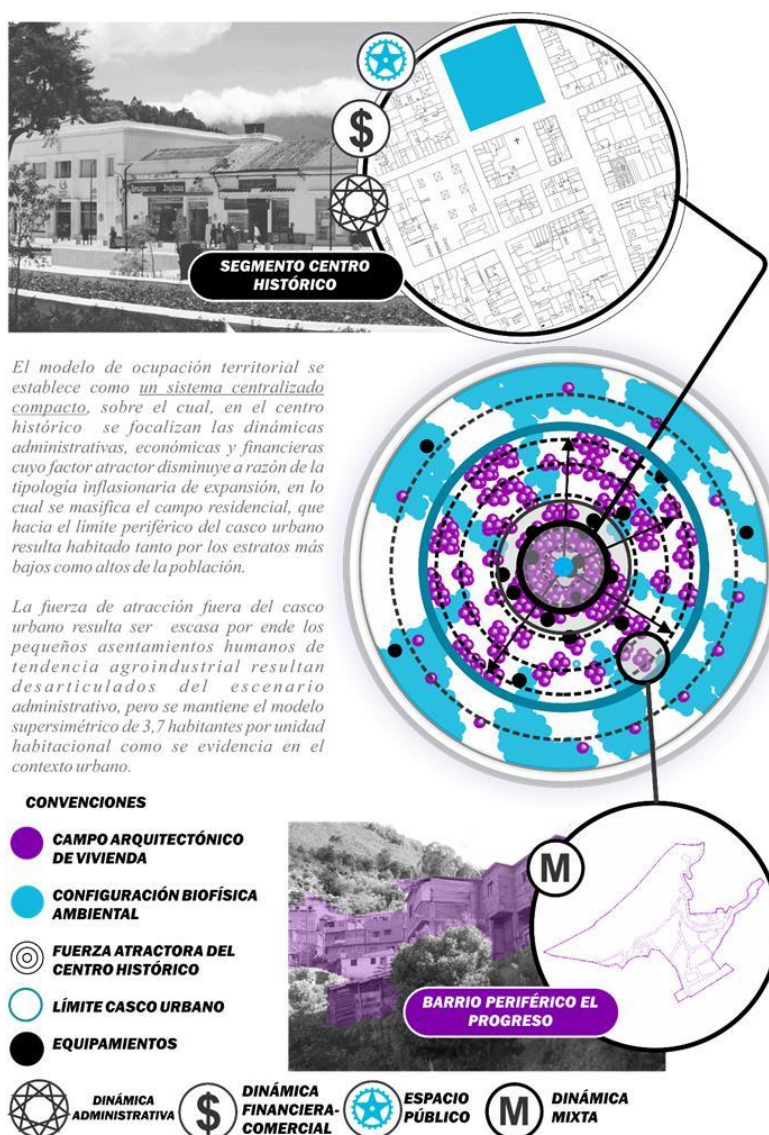 $
SEGMENTO CENTRO
HISTÓRICO
El modelo de ocupación territorial se
establece como un sistema centralizado
compacto, sobre el cual, en el centro
histórico se focalizan las dinámicas
administrativas, económicas y financieras
cuyo factor atractor disminuye a razón de la
tipología inflasionaria de expansión, en lo
cual se masifica el campo residencial, que
hacia el límite periférico del casco urbano
resulta habitado tanto por los estratos más
bajos como altos de la población.
La fuerza de atracción fuera del casco
urbano resulta ser escasa por ende los
pequeños asentamientos humanos de
tendencia agroindustrial resultan
desarticulados del escenario
administrativo, pero se mantiene el modelo
supersimétrico de 3,7 habitantes por unidad
habitacional como se evidencia en el
contexto urbano.
CONVENCIONES
CAMPO ARQUITECTÓNICO
DE VIVIENDA
CONFIGURACIÓN BIOFÍSICA
AMBIENTAL
FUERZA ATRACTORA DEL
CENTRO HISTÓRICO
LÍMITE CASCO URBANO
EQUIPAMIENTOS
M
BARRIO PERIFÉRICO EL
PROGRESO
DINÁMICA
ADMINISTRATIVA
$
DINÁMICA
FINANCIERA-
COMERCIAL
ESPACIO
PÚBLICO
M
DINÁMICA
MIXTA